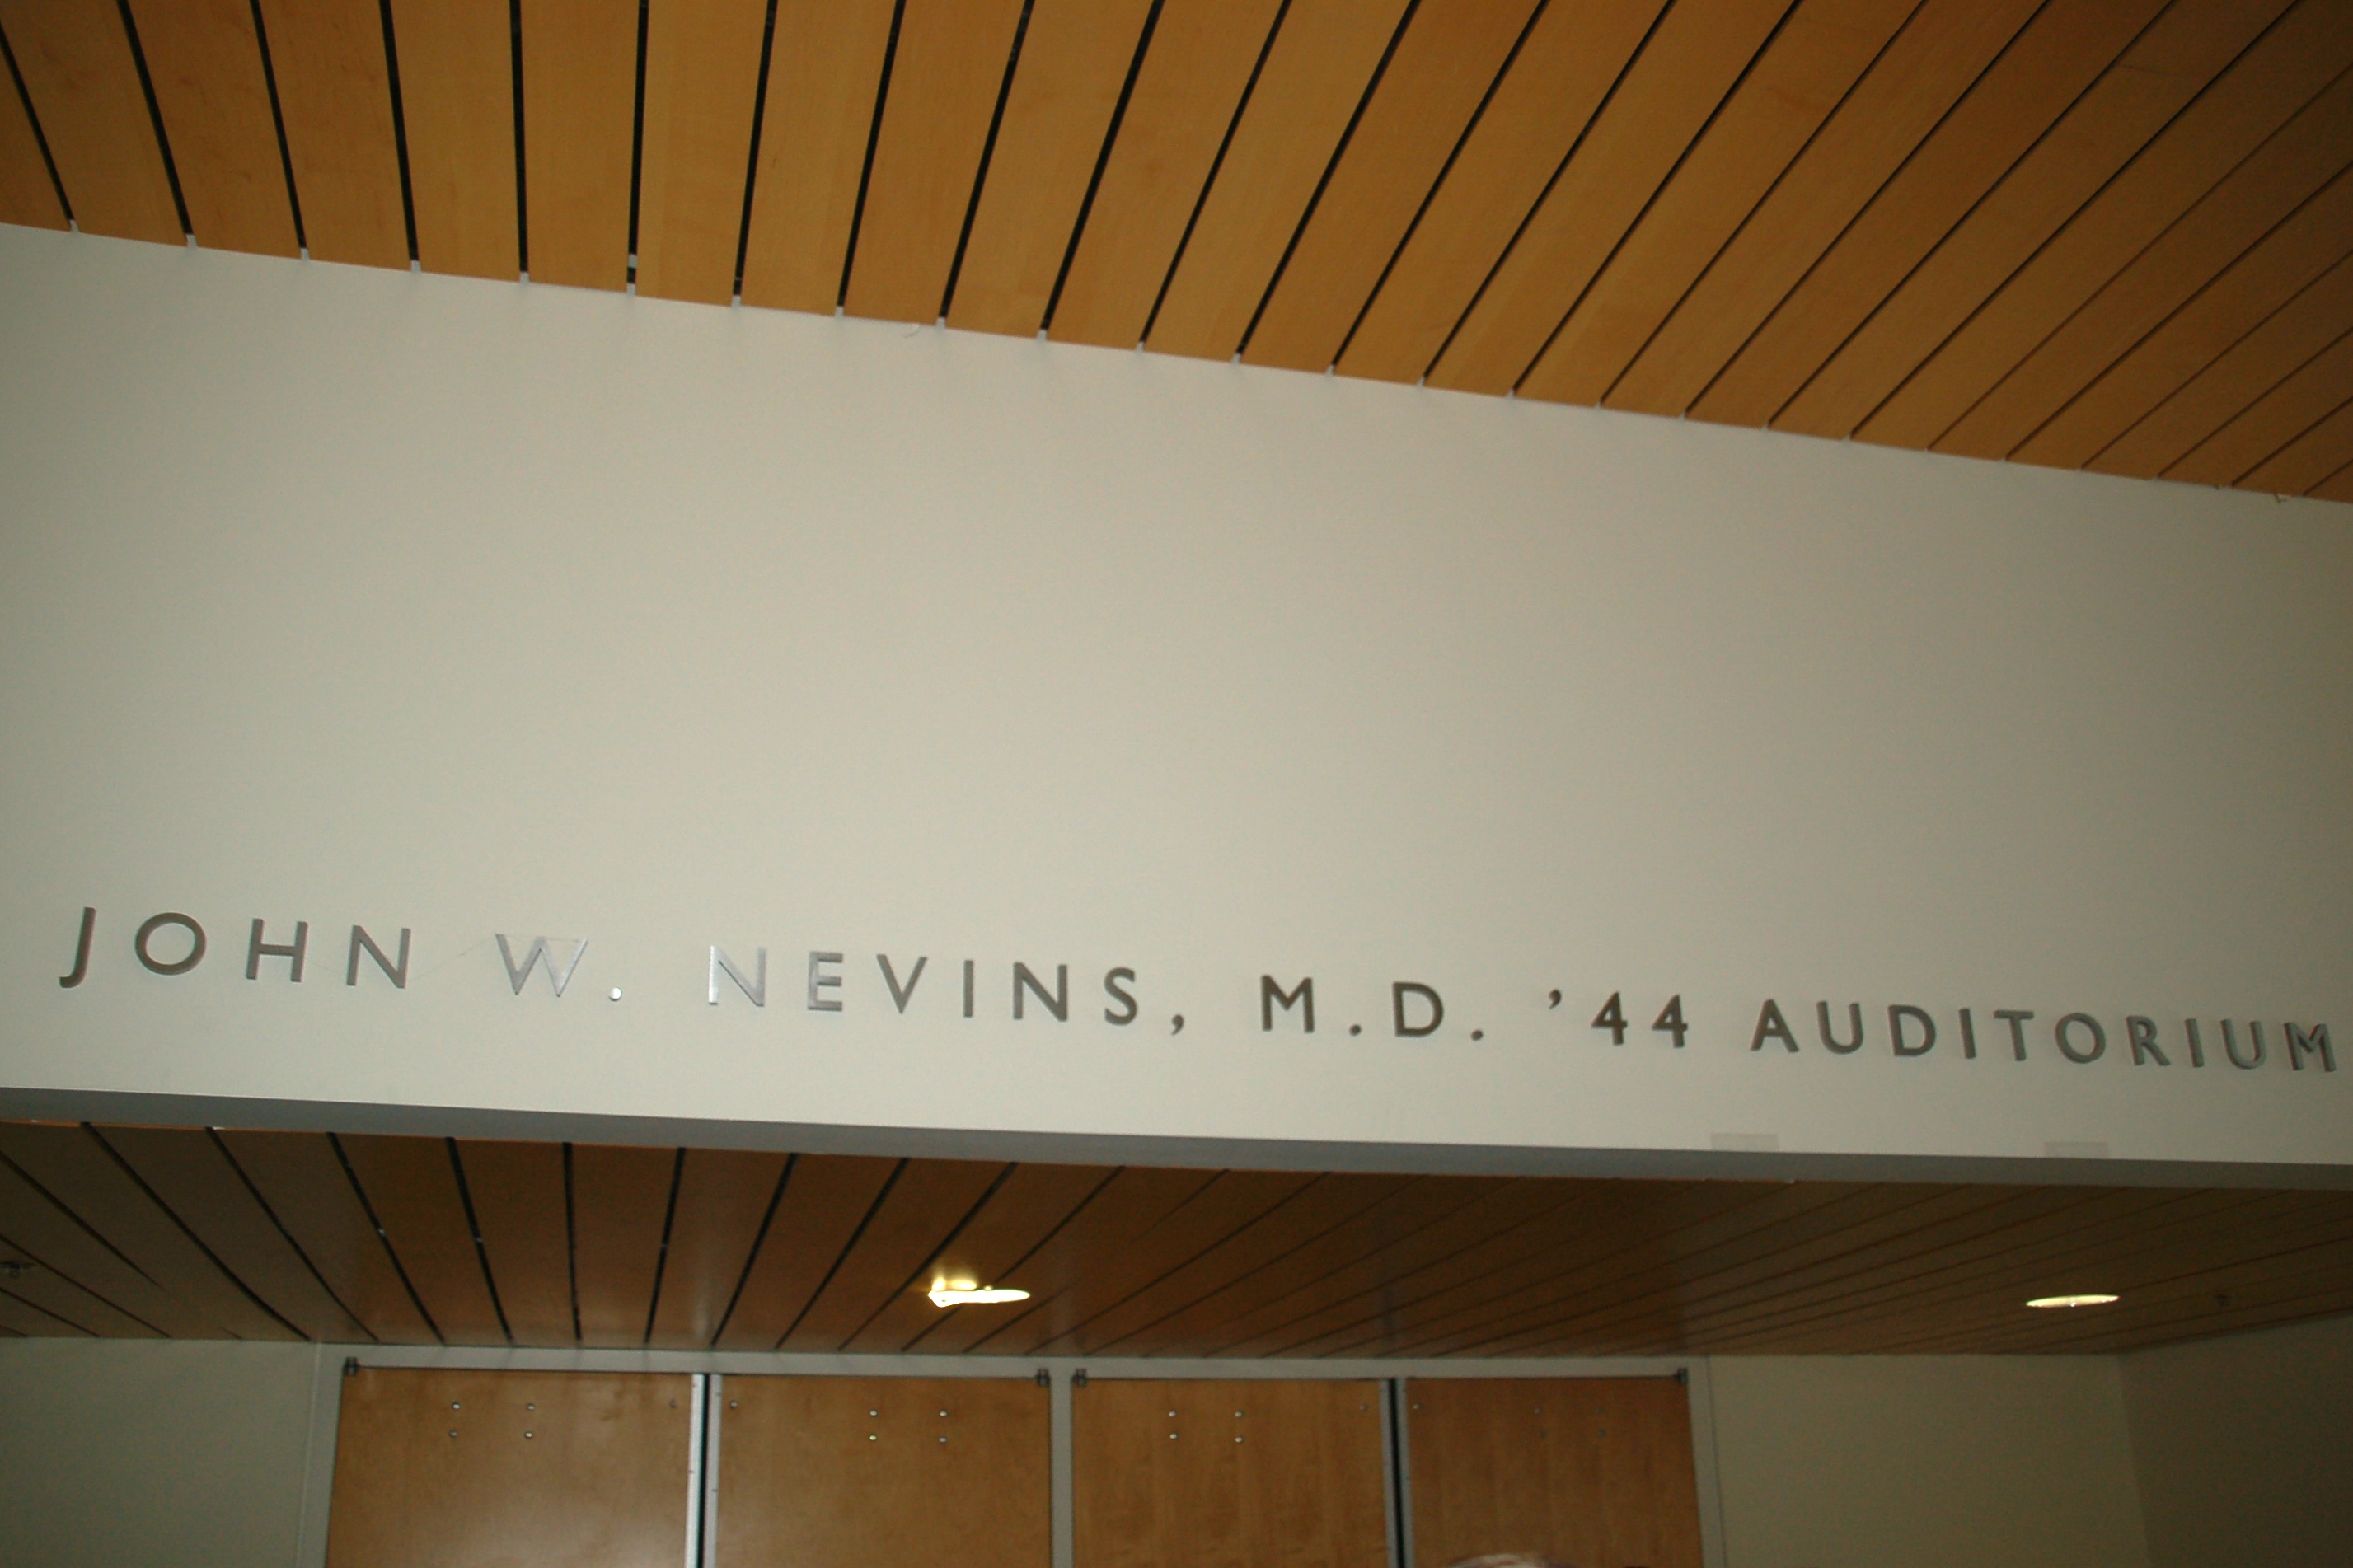 JOHN W. NEVINS, M.D. ’44 AUDITORIUM